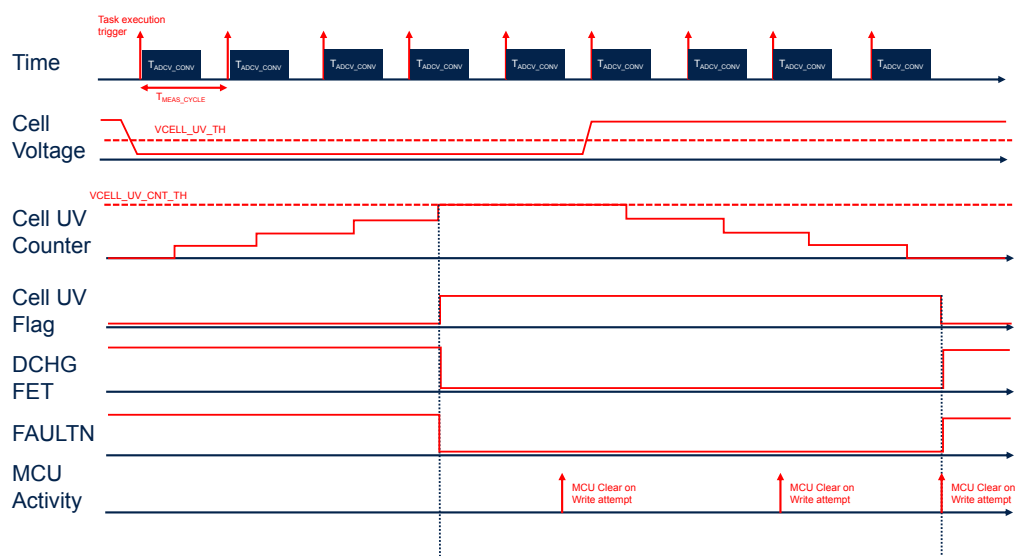 Task execution
trigger
Time
TADCV_CONV
TADCV_CONV
TADCV_CONV
TADCV_CONV
TADCV_CONV
TADCV_CONV
TADCV_CONV
TADCV_CONV
TADCV_CONV
TMEAS_CYCLE
Cell
Voltage
VCELL_UV_TH
VCELL_UV_CNT_TH
Cell UV
Counter
Cell UV
Flag
DCHG
FET
FAULTN
MCU
Activity
MCU Clear on
Write attempt
MCU Clear on
Write attempt
MCU Clear on
Write attempt